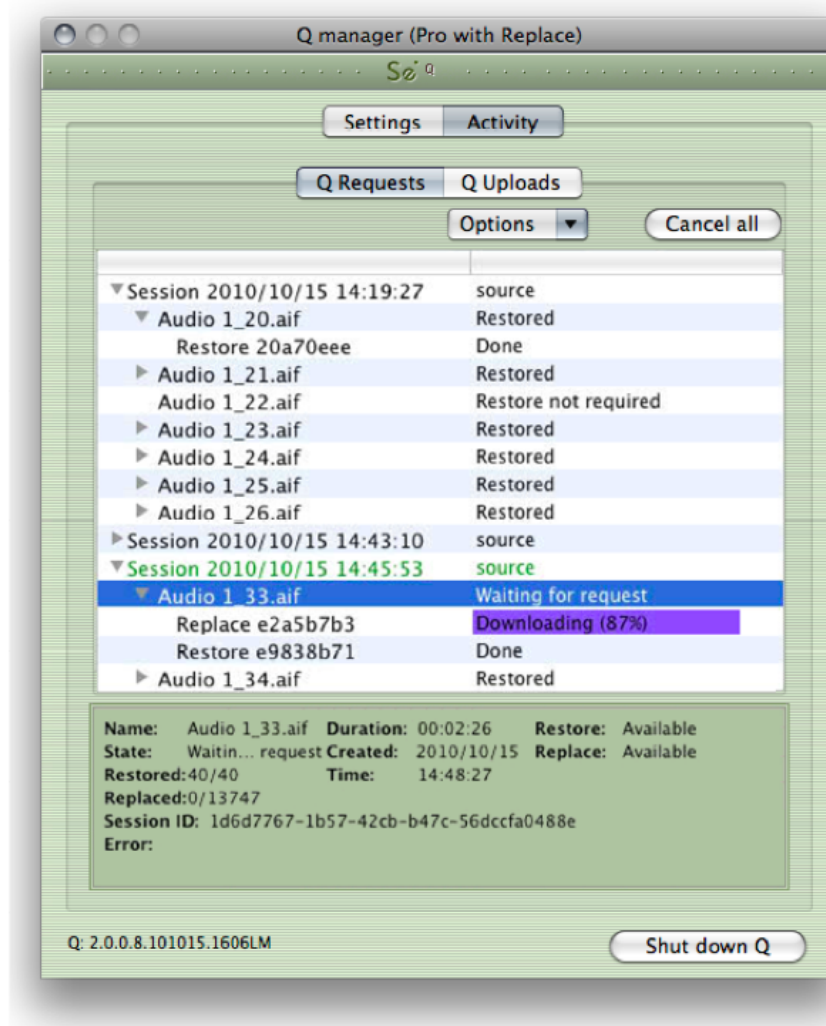 Q manager (Pro with Replace)
Q
Settings Activity
Q Requests Q Uploads
Options Cancel all
Session 2010/10/15 14:19:27 source
Audio 1_20.aif Restored
Restore 20a70eee Done
Audio 1_21.aif Restored
Audio 1_22.aif Restore not required
Audio 1_23.aif Restored
Audio 1_24.aif Restored
Audio 1_25.aif Restored
Audio 1_26.aif Restored
Session 2010/10/15 14:43:10 source
Session 2010/10/15 14:45:53 source
Audio 1_33.aif Waiting for request
Replace e2a5b7b3 Downloading (87%)
Restore e9838b71 Done
Audio 1_34.aif Restored
Name: Audio 1_33.aif Duration: 00:02:26 Restore: Available
State: Waitin... request Created: 2010/10/15 Replace: Available
Restored:40/40 Time: 14:48:27
Replaced:0/13747
Session ID: 1d6d7767-1b57-42cb-b47c-56dccfa0488e
Error:
Q: 2.0.0.8.101015.1606LM Shut down Q